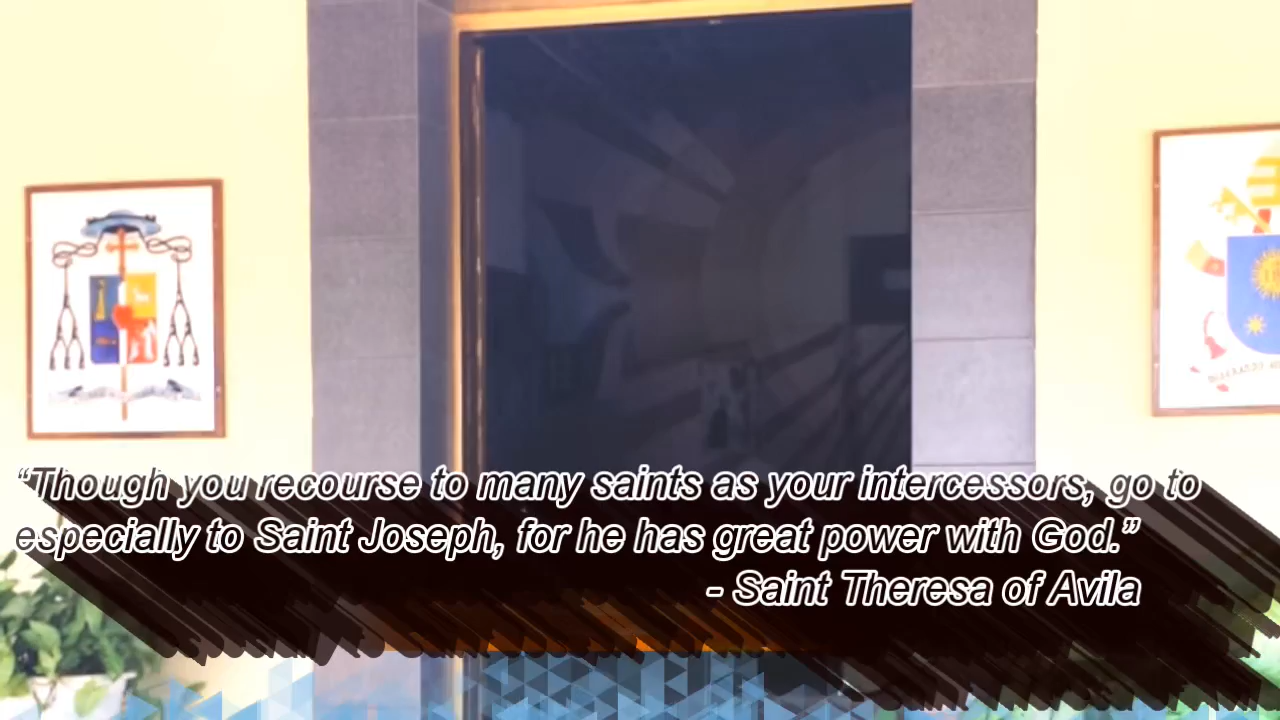 “Though you recourse to many saints as your intercessors, go to
especially to Saint Joseph, for he has great power with God.”
- Saint Theresa of Avila